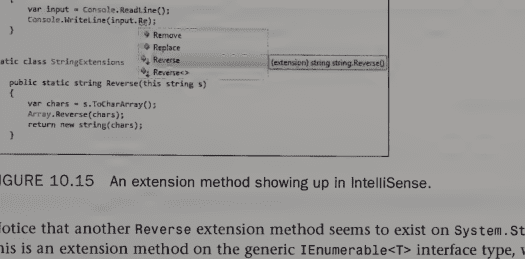 var input = Console.ReadLine();
Console.WriteLine(input.Re);
}
Remove
Replace
Reverse
(extension) string string.Reverse()
Reverse<>
atic class StringExtensions
public static string Reverse(this string s)
{
var chars = s.ToCharArray();
Array.Reverse(chars);
return new string(chars);
}
IGURE 10.15 An extension method showing up in IntelliSense.
Notice that another Reverse extension method seems to exist on System.St
his is an extension method on the generic IEnumerable<T> interface type, w